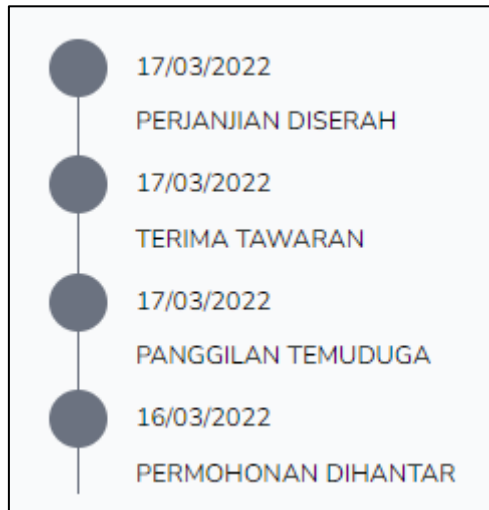 17/03/2022
PERJANJIAN DISERAH
17/03/2022
TERIMA TAWARAN
17/03/2022
PANGGILAN TEMUDUGA
16/03/2022
PERMOHONAN DIHANTAR